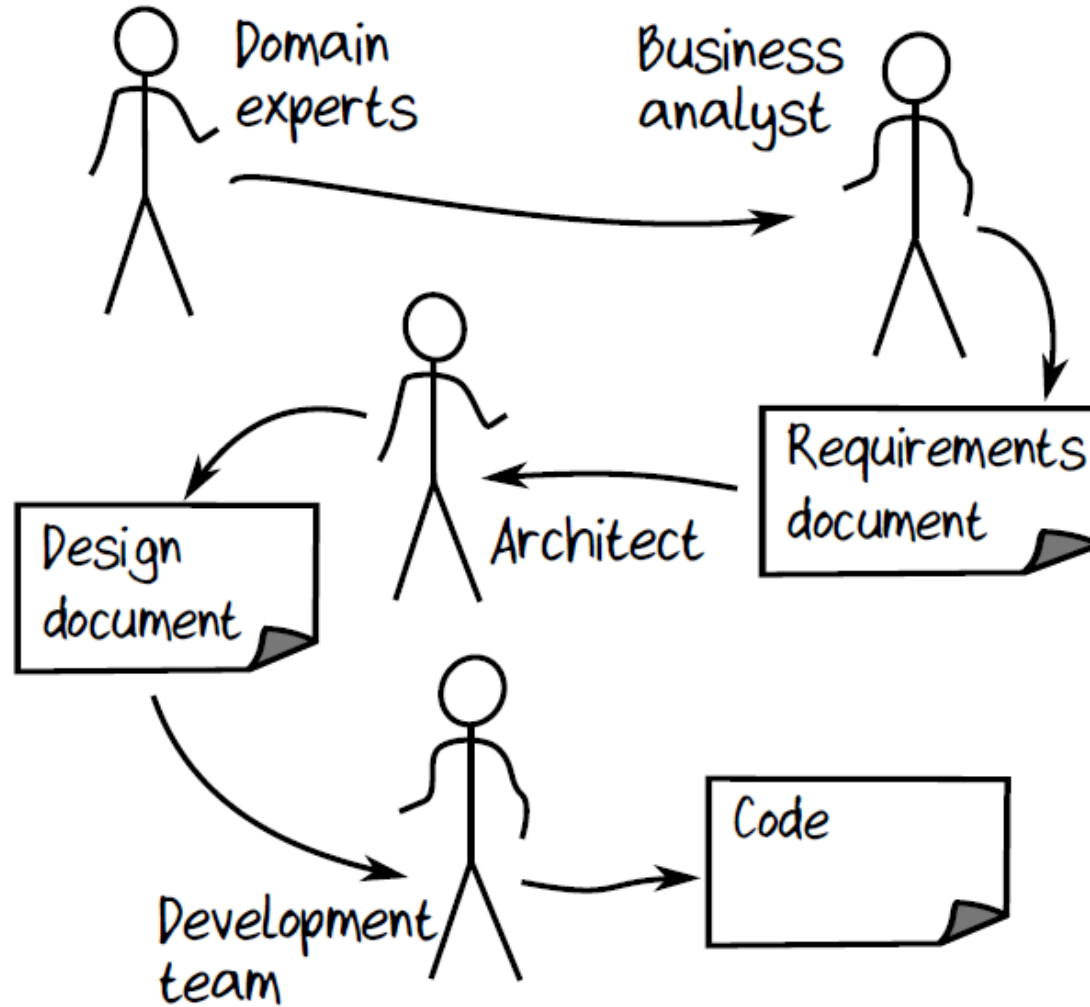 Domain
experts
Business
analyst
Requirements
document
Architect
Design
document
Development
team
Code